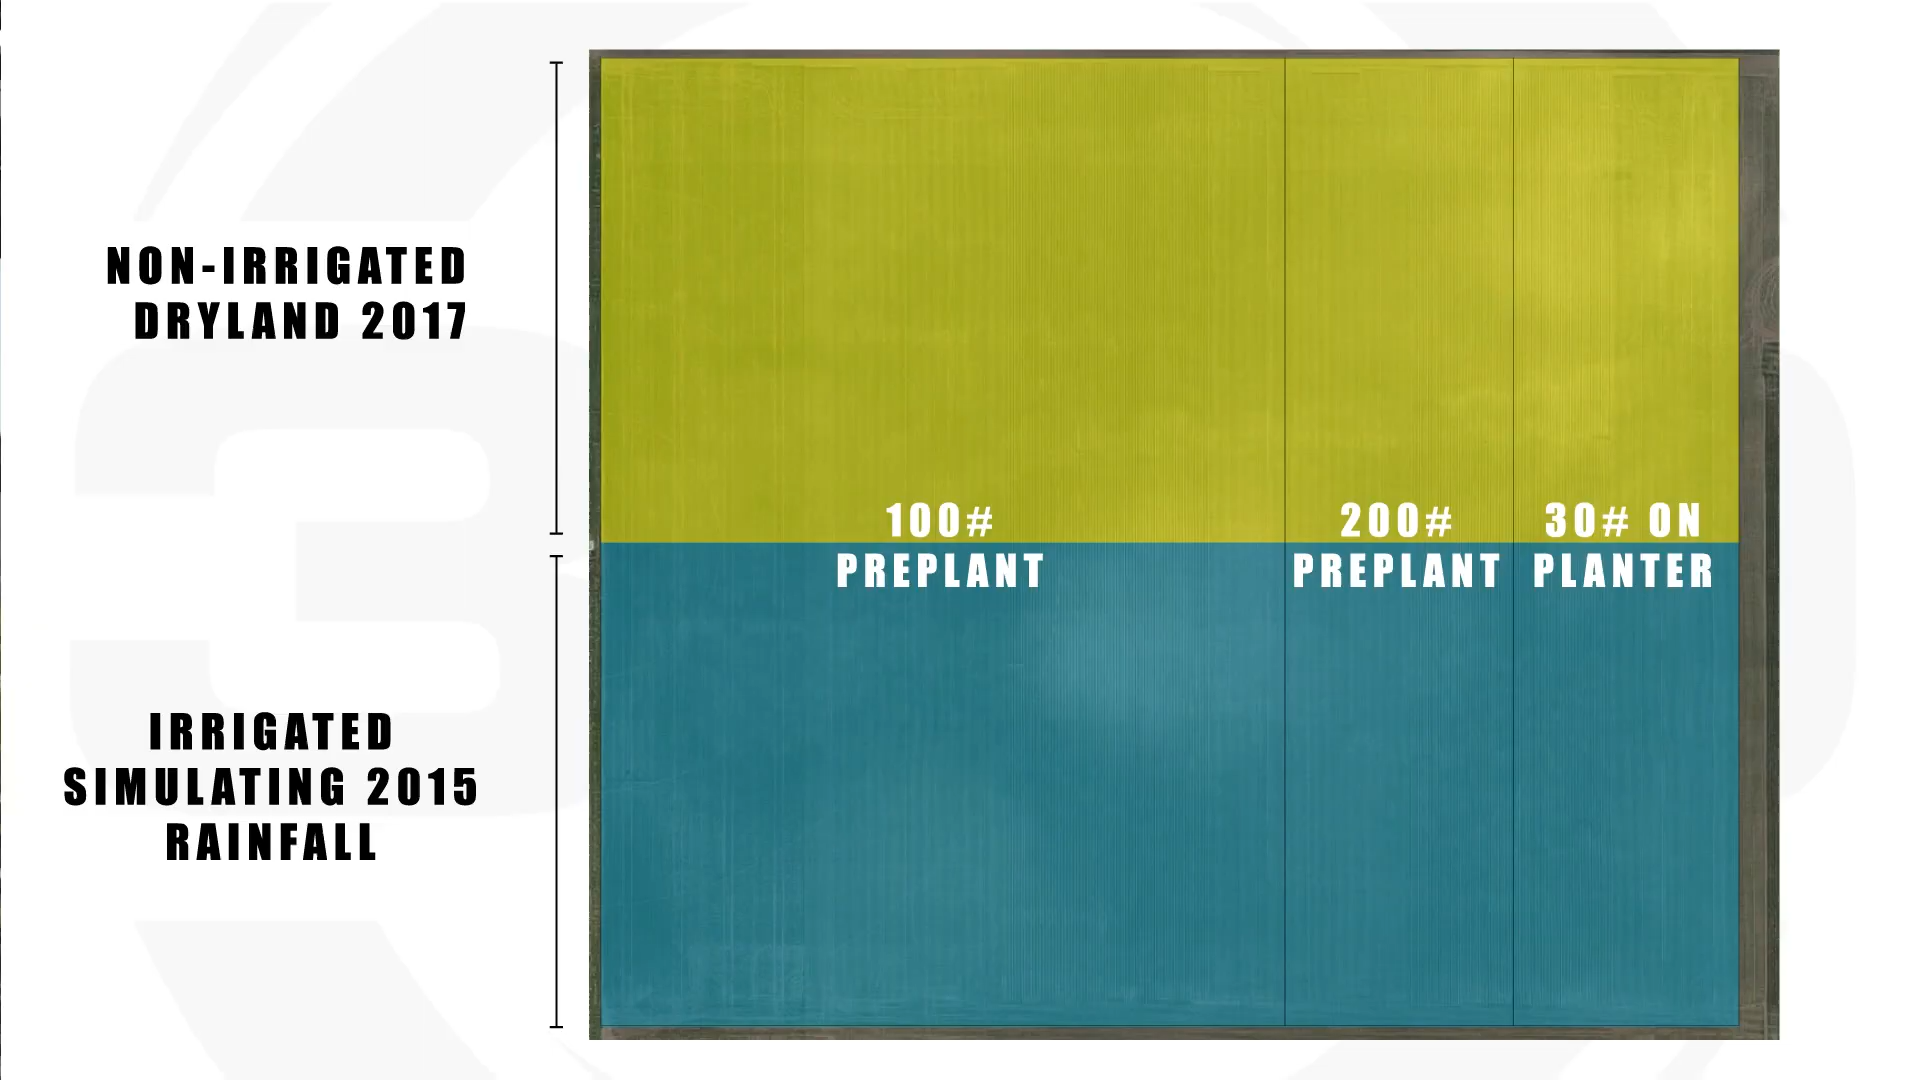 NON-IRRIGATED
DRYLAND 2017
100#
PREPLANT
200#
PREPLANT
30# ON
PLANTER
IRRIGATED
SIMULATING 2015
RAINFALL